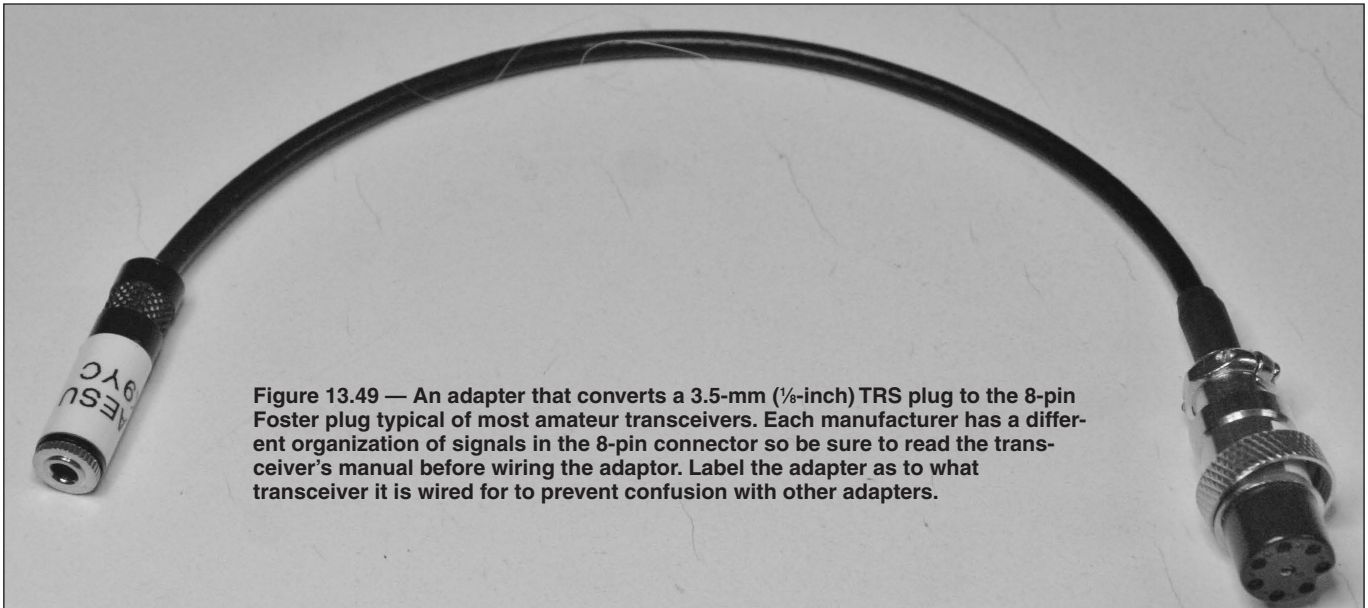 AESU
9YC
Figure 13.49 — An adapter that converts a 3.5-mm (⅛-inch) TRS plug to the 8-pin
Foster plug typical of most amateur transceivers. Each manufacturer has a differ-
ent organization of signals in the 8-pin connector so be sure to read the trans-
ceiver's manual before wiring the adaptor. Label the adapter as to what
transceiver it is wired for to prevent confusion with other adapters.